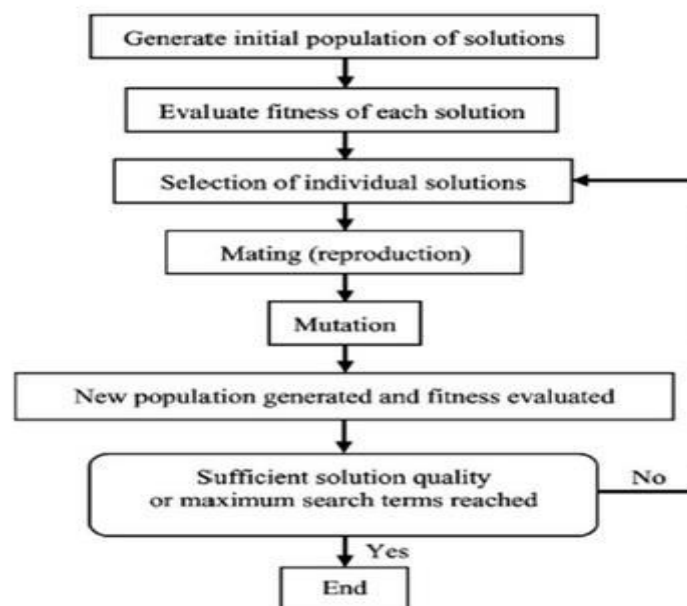 Generate initial population of solutions
Evaluate fitness of each solution
Selection of individual solutions
Mating (reproduction)
Mutation
New population generated and fitness evaluated
Sufficient solution quality
or maximum search terms reached
No
Yes
End